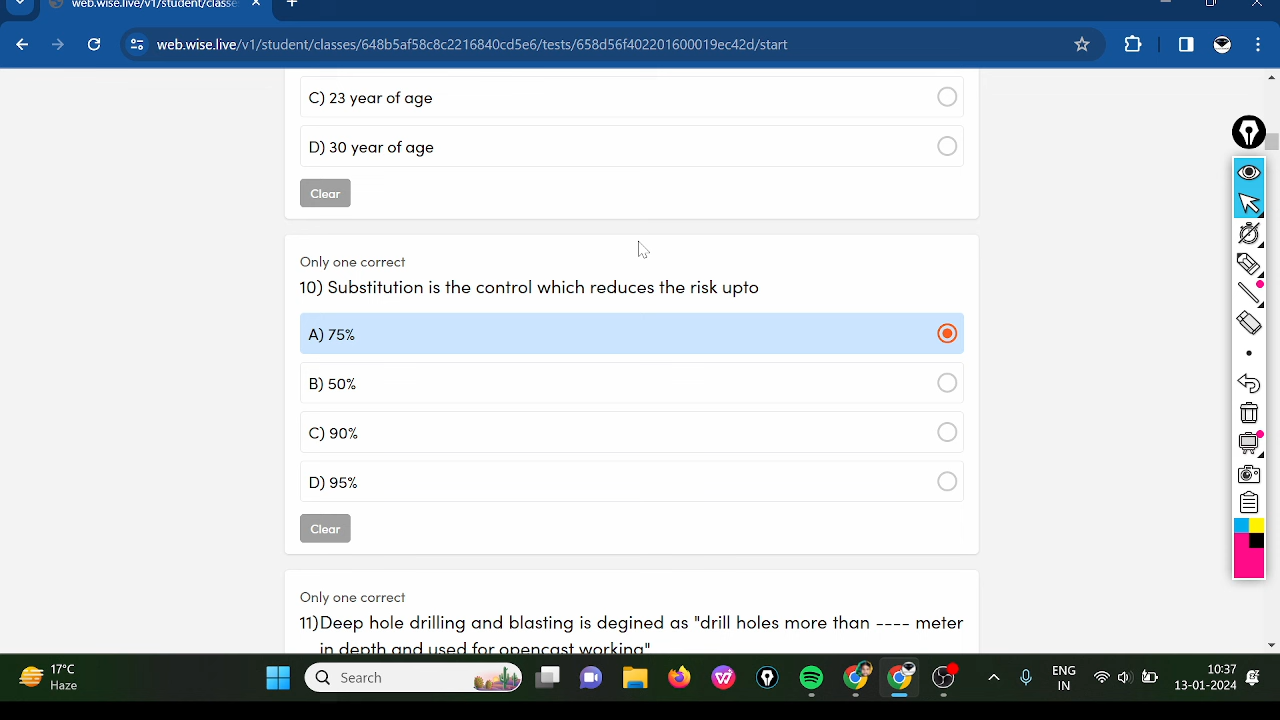 web.wise.live/v1/student/classe
web.wise.live/v1/student/classes/648b5af58c8c2216840cd5e6/tests/658d56f402201600019ec42d/start
C) 23 year of age
D) 30 year of age
Clear
Only one correct
10) Substitution is the control which reduces the risk upto
A) 75%
B) 50%
C) 90%
D) 95%
Clear
Only one correct
11)Deep hole drilling and blasting is degined as "drill holes more than ---- meter
in depth and used for opencast working"
17°C
Haze
Search
ENG
IN
10:37
13-01-2024